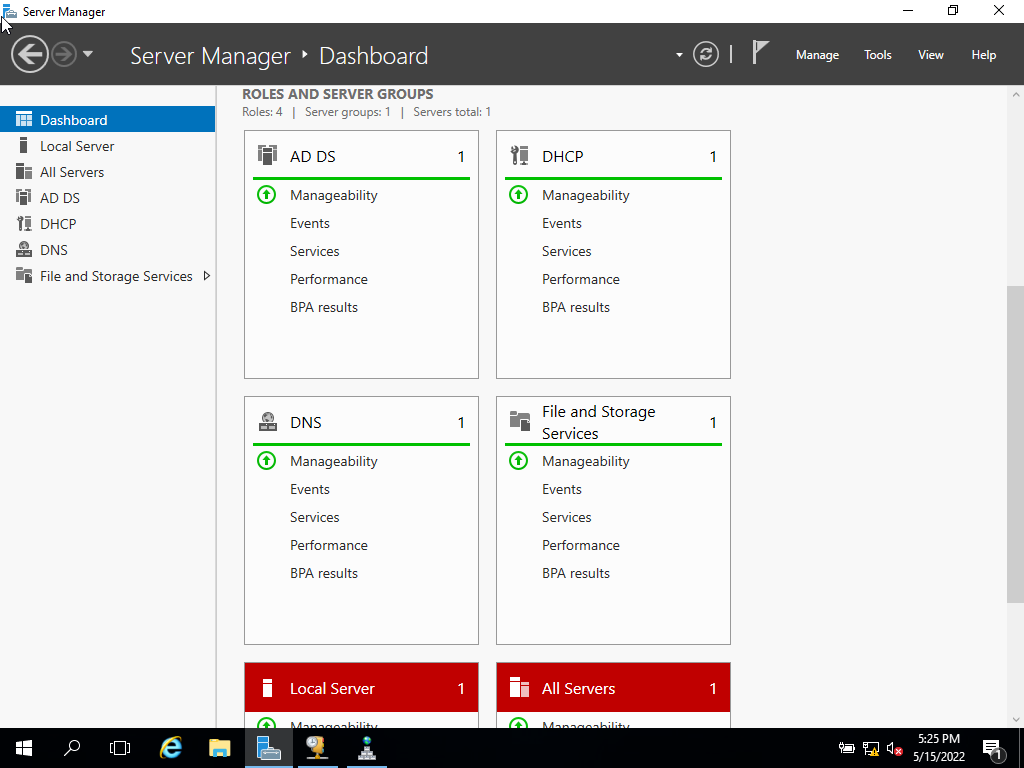 Server Manager
Server Manager ‣ Dashboard
Manage Tools View Help
Dashboard
Local Server
All Servers
AD DS
DHCP
DNS
File and Storage Services
ROLES AND SERVER GROUPS
Roles: 4 | Server groups: 1 | Servers total: 1
AD DS 1
Manageability
Events
Services
Performance
BPA results
DHCP 1
Manageability
Events
Services
Performance
BPA results
DNS 1
Manageability
Events
Services
Performance
BPA results
File and Storage
Services 1
Manageability
Events
Services
Performance
BPA results
Local Server 1
Manageability
All Servers 1
Manageability
5:25 PM
5/15/2022
1